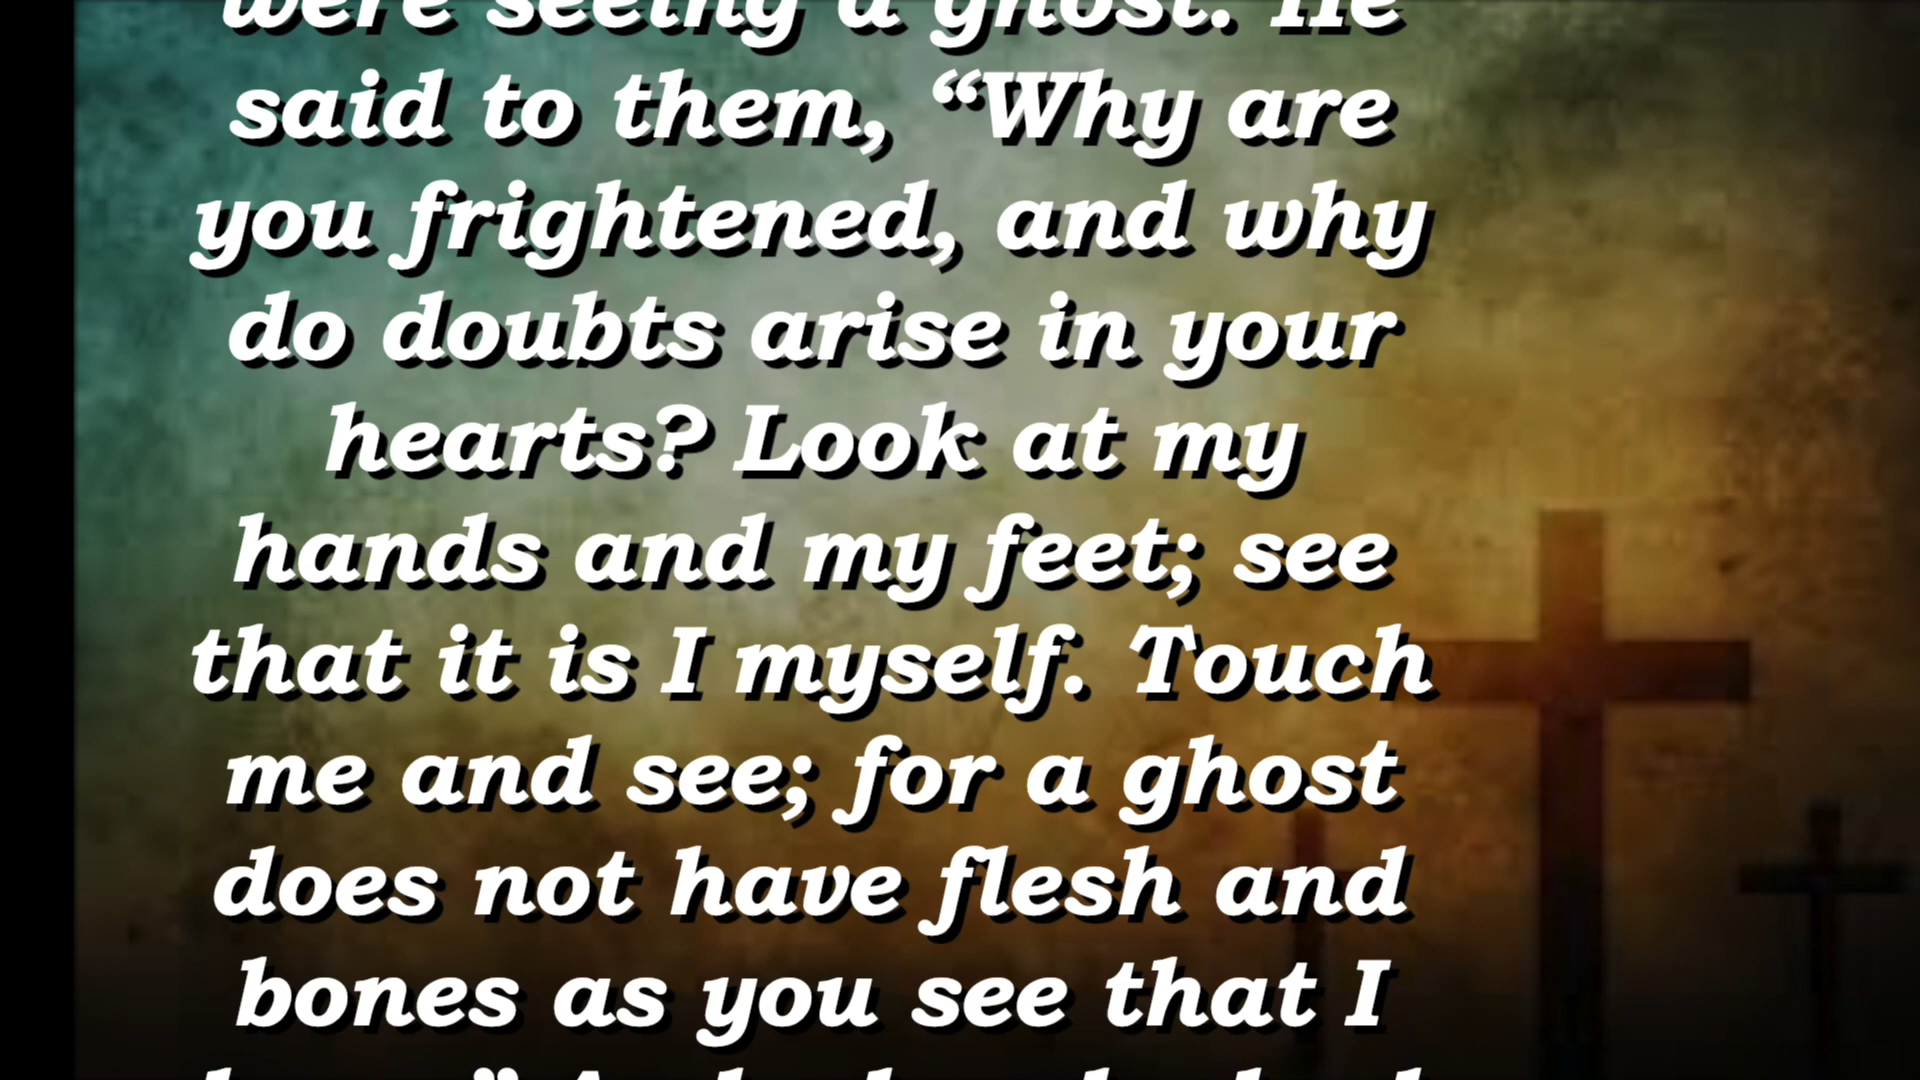 were seeing a ghost. He
said to them, “Why are
you frightened, and why
do doubts arise in your
hearts? Look at my
hands and my feet; see
that it is I myself. Touch
me and see; for a ghost
does not have flesh and
bones as you see that I